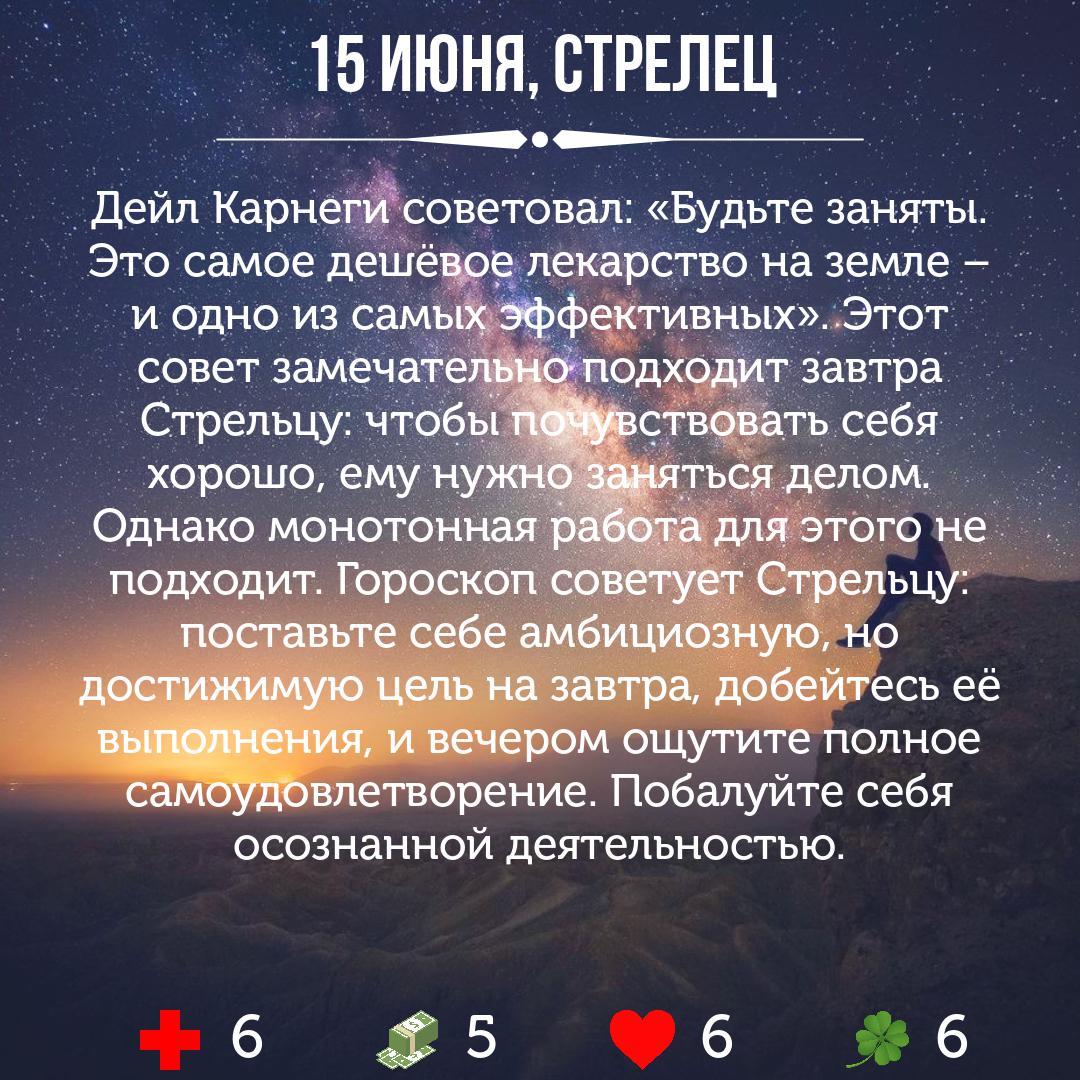 15 ИЮНЯ, СТРЕЛЕЦ
Дейл Карнеги советовал: «Будьте заняты.
Это самое дешёвое лекарство на земле –
и одно из самых эффективных». Этот
совет замечательно подходит завтра
Стрельцу: чтобы почувствовать себя
хорошо, ему нужно заняться делом.
Однако монотонная работа для этого не
подходит. Гороскоп советует Стрельцу:
поставьте себе амбициозную, но
достижимую цель на завтра, добейтесь её
выполнения, и вечером ощутите полное
самоудовлетворение. Побалуйте себя
осознанной деятельностью.
6 5 6 6